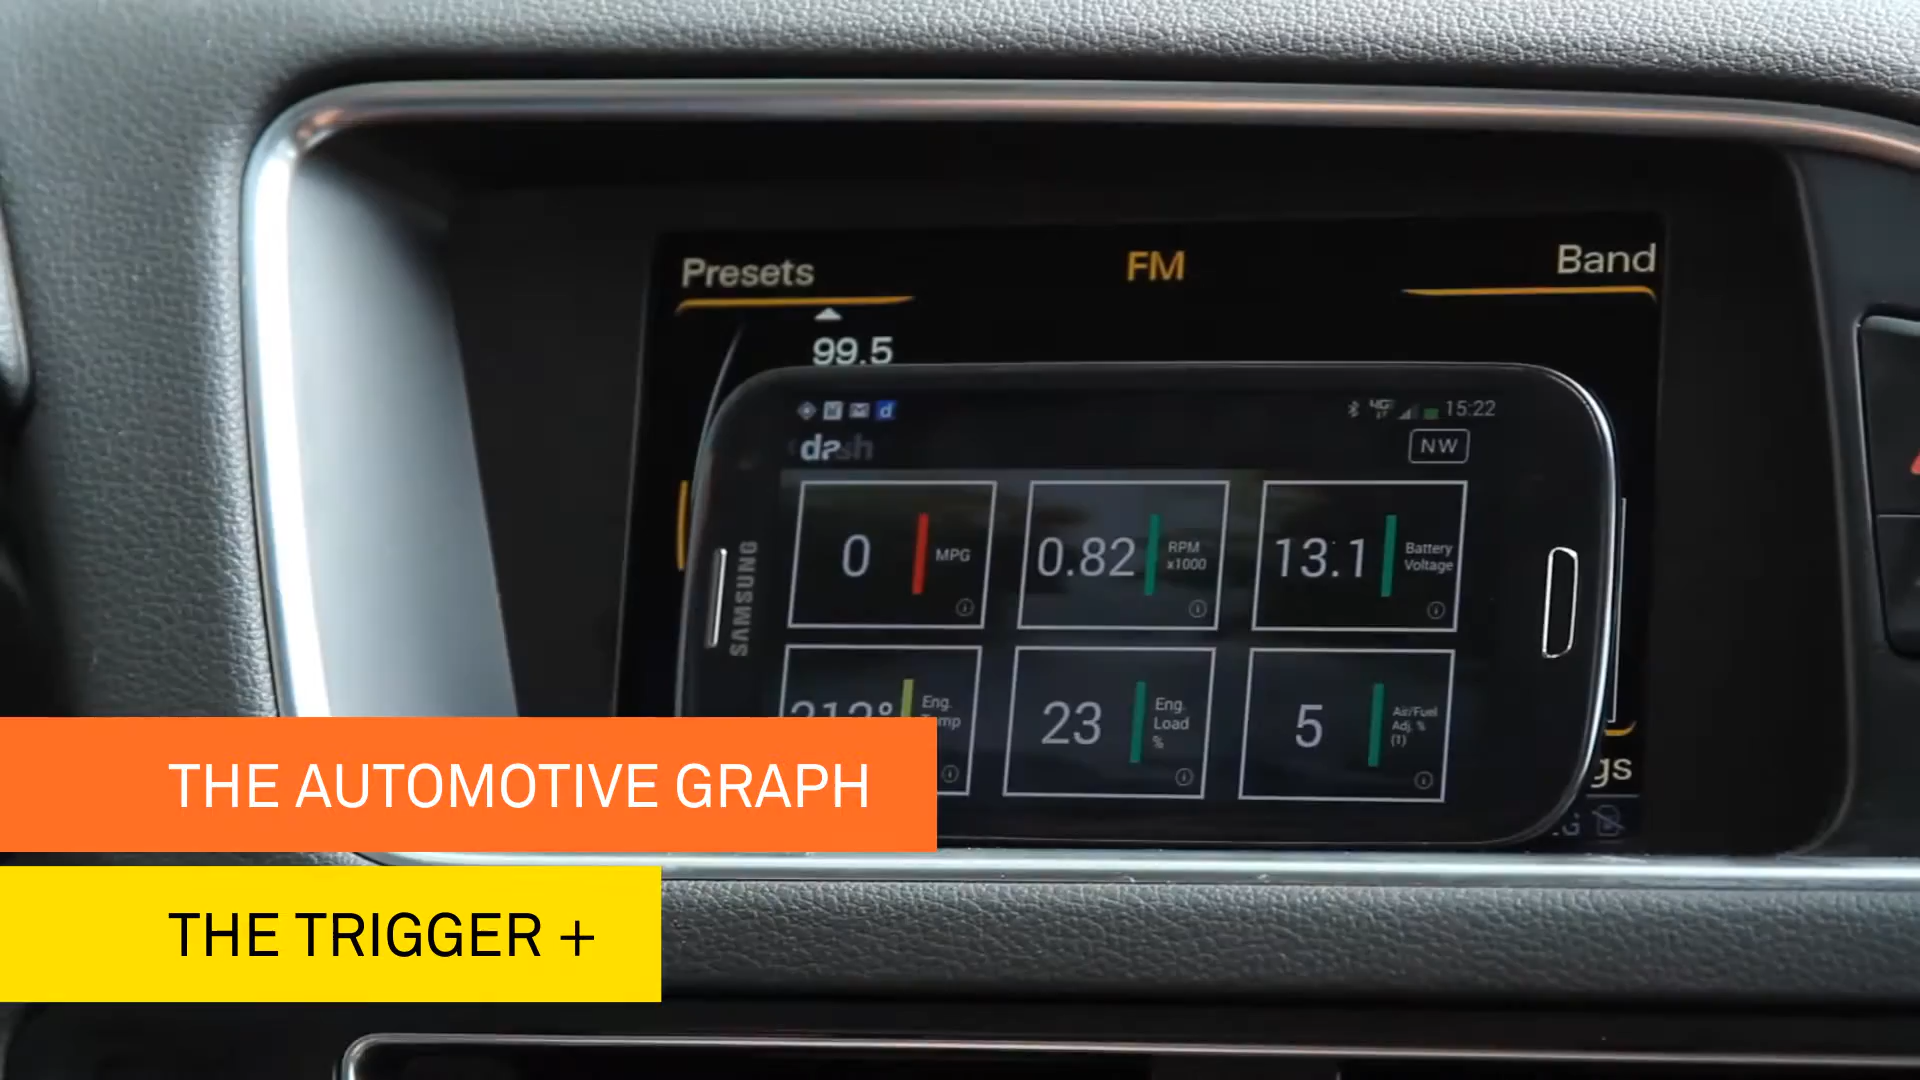 Presets FM Band
99.5
15:22
dash NW
0 MPG
0.82 RPM x1000
13.1 Battery Voltage
SAMSUNG
212° Eng.
23 Eng. Load %
5 Air/Fuel Adj. % (1)
THE AUTOMOTIVE GRAPH
THE TRIGGER +